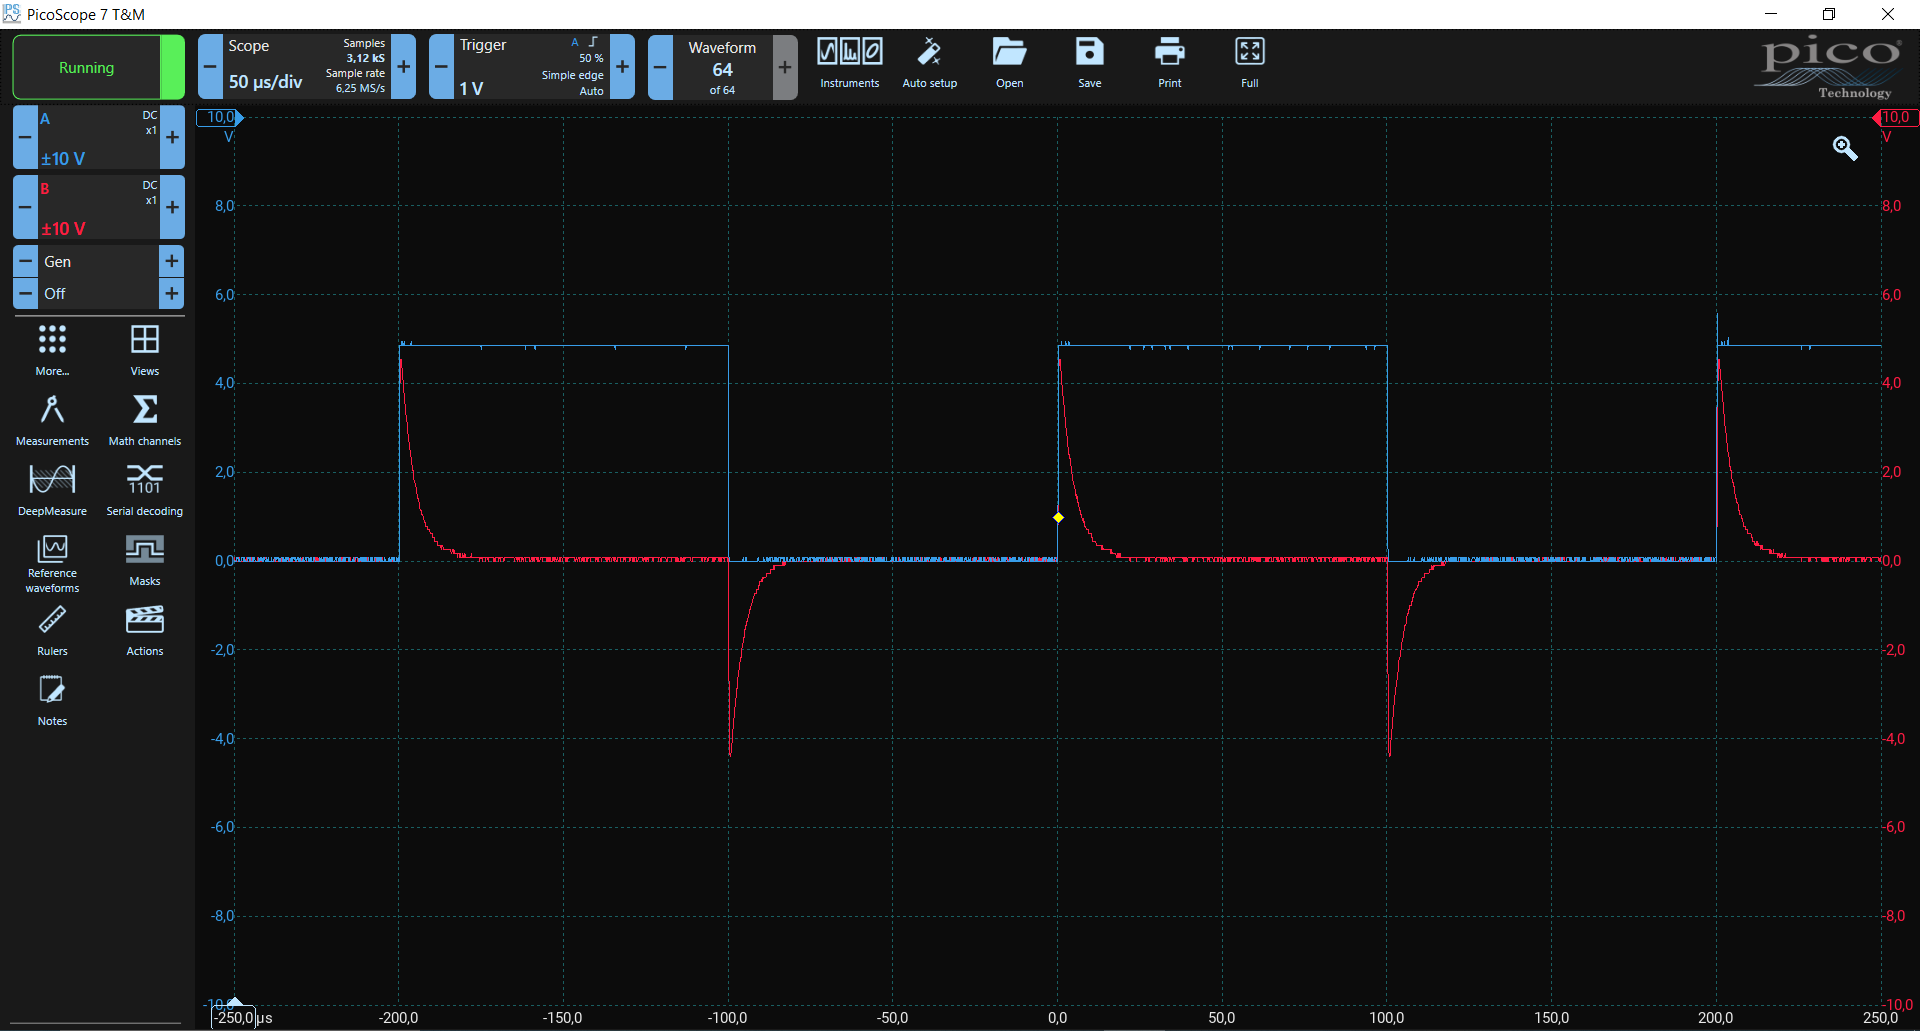 PicoScope 7 T&M
Running
Scope
50 µs/div
Samples
3,12 kS
Sample rate
6,25 MS/s
Trigger
1 V
A
50 %
Simple edge
Auto
Waveform
64
of 64
Instruments
Auto setup
Open
Save
Print
Full
pico
Technology
A
DC
x1
±10 V
B
DC
x1
±10 V
Gen
Off
More...
Views
Measurements
Math channels
DeepMeasure
1101
Serial decoding
Reference
waveforms
Masks
Rulers
Actions
Notes
10,0
V
8,0
6,0
4,0
2,0
0,0
-2,0
-4,0
-6,0
-8,0
-10,0
10,0
V
8,0
6,0
4,0
2,0
0,0
-2,0
-4,0
-6,0
-8,0
-10,0
-250,0 µs
-200,0
-150,0
-100,0
-50,0
0,0
50,0
100,0
150,0
200,0
250,0